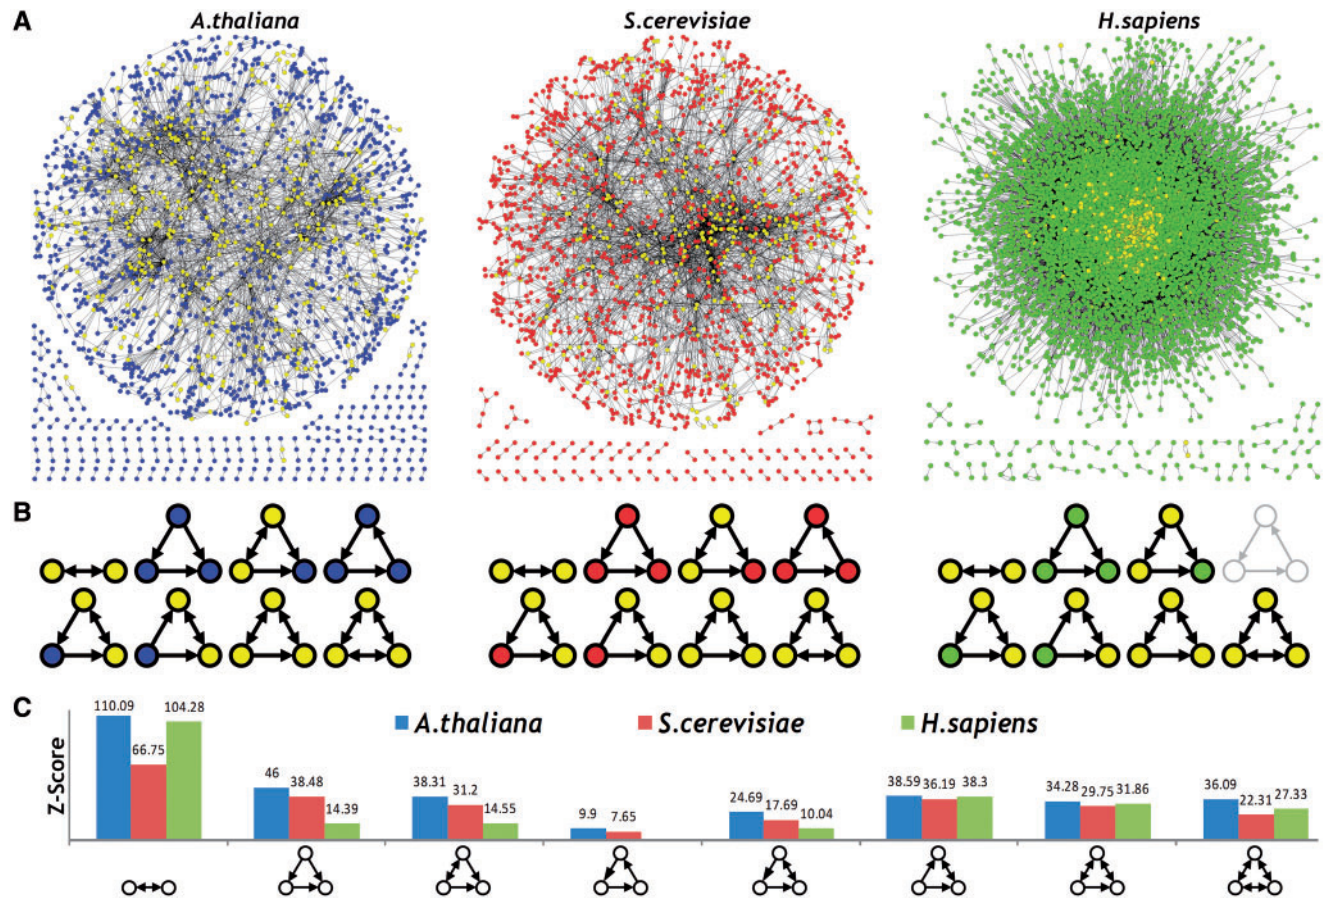 A
A.thaliana
S.cerevisiae
H.sapiens
B
C
Z-Score
A.thaliana
S.cerevisiae
H.sapiens
110.09
66.75
104.28
46
38.48
14.39
38.31
31.2
14.55
9.9
7.65
24.69
17.69
10.04
38.59
36.19
38.3
34.28
29.75
31.86
36.09
22.31
27.33